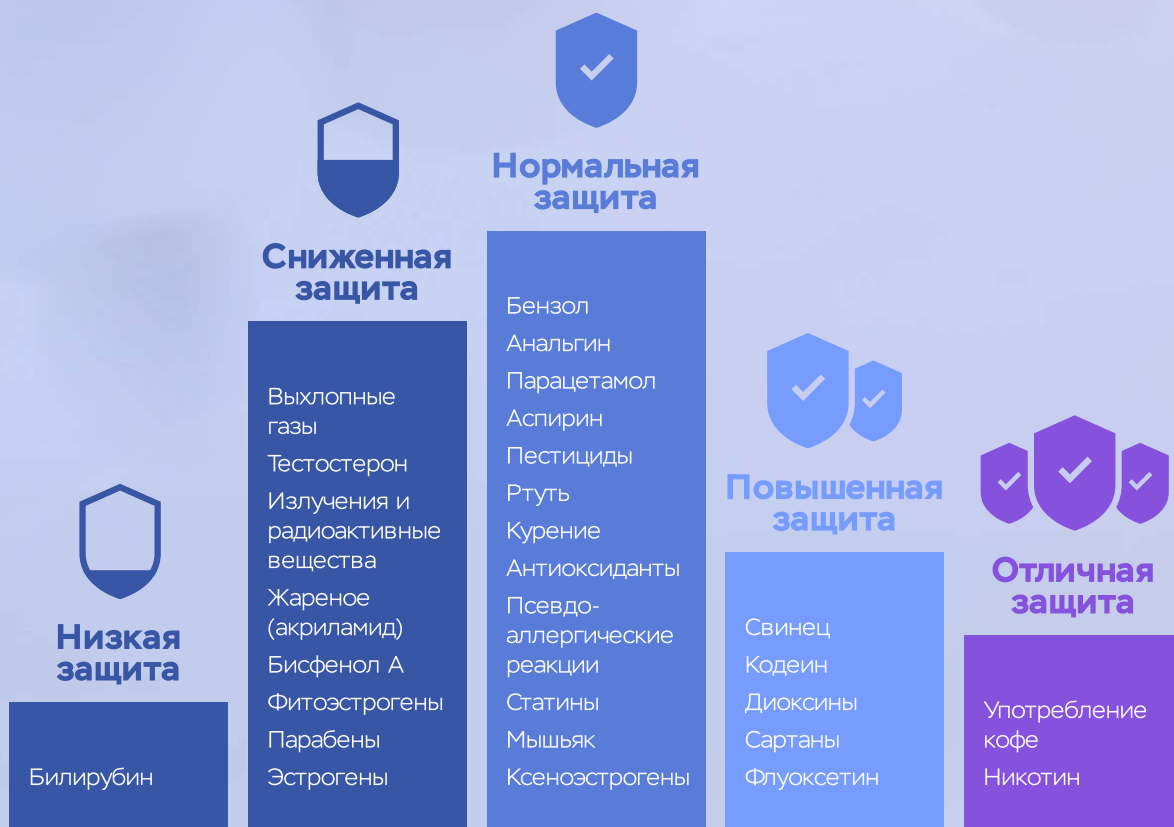 Низкая
защита
Билирубин
Сниженная
защита
Выхлопные
газы
Тестостерон
Излучения и
радиоактивные
вещества
Жареное
(акриламид)
Бисфенол А
Фитоэстрогены
Парабены
Эстрогены
Нормальная
защита
Бензол
Анальгин
Парацетамол
Аспирин
Пестициды
Ртуть
Курение
Антиоксиданты
Псевдо-
аллергические
реакции
Статины
Мышьяк
Ксеноэстрогены
Повышенная
защита
Свинец
Кодеин
Диоксины
Сартаны
Флуоксетин
Отличная
защита
Употребление
кофе
Никотин